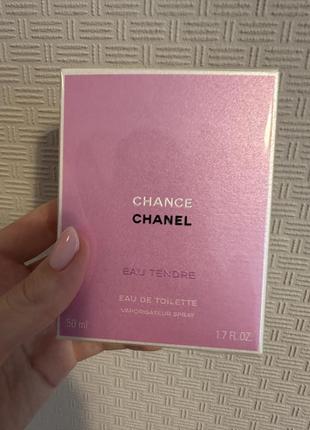 CHANCE
CHANEL
EAU TENDRE
EAU DE TOILETTE
VAPORISATEUR SPRAY
50 ml 1.7 FL.OZ.